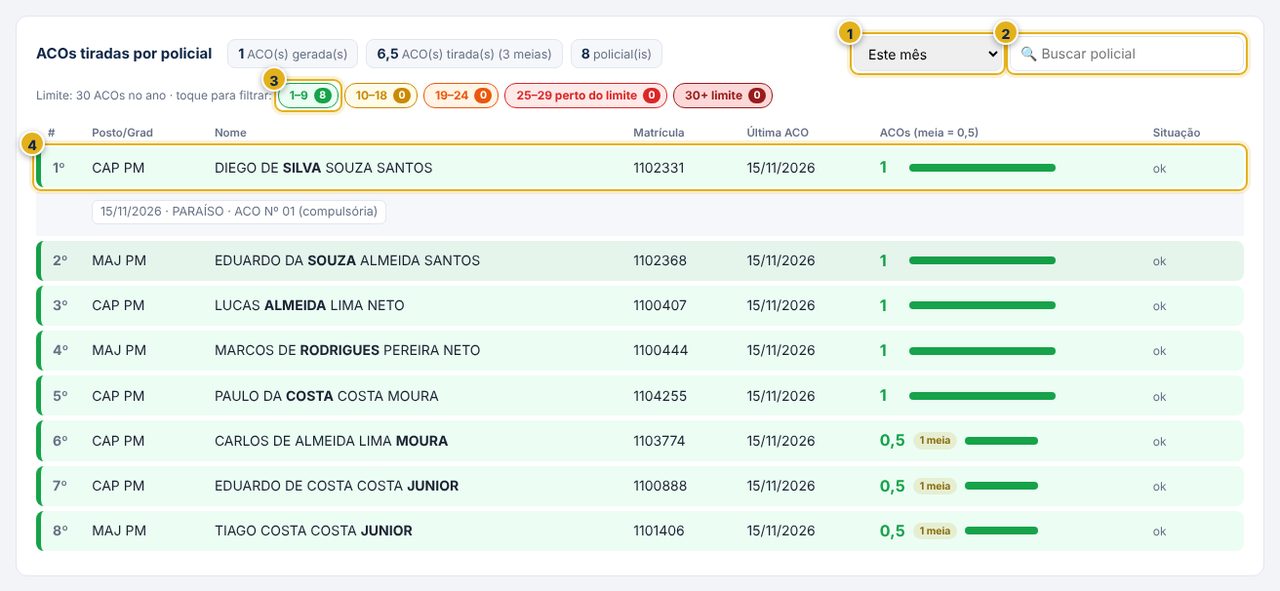 ACOs tiradas por policial 1 ACO(s) gerada(s) 6,5 ACO(s) tirada(s) (3 meias) 8 policial(is) 1 Este mês 2 🔍 Buscar policial
Limite: 30 ACOs no ano · toque para filtrar: 3 1–9 8 10–18 0 19–24 0 25–29 perto do limite 0 30+ limite 0
# Posto/Grad Nome Matrícula Última ACO ACOs (meia = 0,5) Situação
4 1º CAP PM DIEGO DE SILVA SOUZA SANTOS 1102331 15/11/2026 1 ok
15/11/2026 · PARAÍSO · ACO Nº 01 (compulsória)
2º MAJ PM EDUARDO DA SOUZA ALMEIDA SANTOS 1102368 15/11/2026 1 ok
3º CAP PM LUCAS ALMEIDA LIMA NETO 1100407 15/11/2026 1 ok
4º MAJ PM MARCOS DE RODRIGUES PEREIRA NETO 1100444 15/11/2026 1 ok
5º CAP PM PAULO DA COSTA COSTA MOURA 1104255 15/11/2026 1 ok
6º CAP PM CARLOS DE ALMEIDA LIMA MOURA 1103774 15/11/2026 0,5 1 meia ok
7º CAP PM EDUARDO DE COSTA COSTA JUNIOR 1100888 15/11/2026 0,5 1 meia ok
8º MAJ PM TIAGO COSTA COSTA JUNIOR 1101406 15/11/2026 0,5 1 meia ok